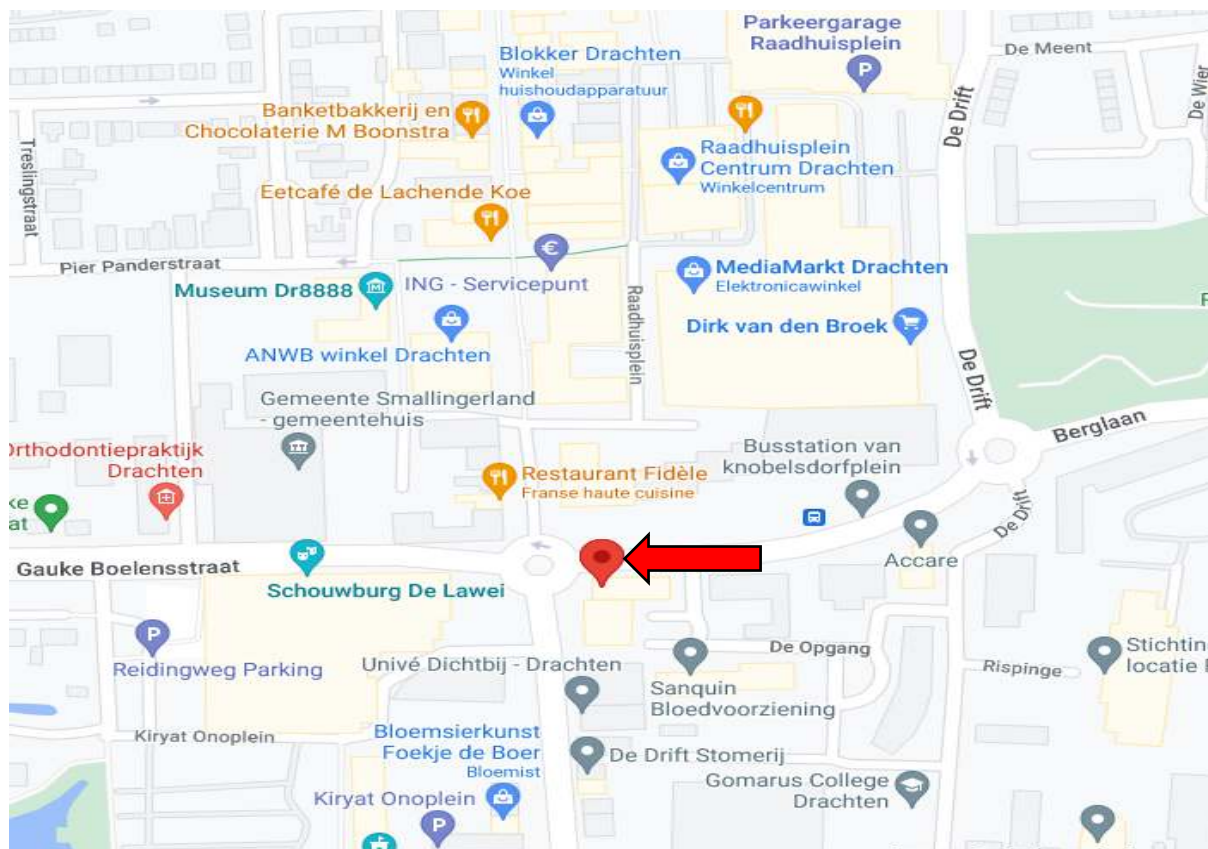 Parkeergarage
Raadhuisplein
De Meent
De Wier
De Drift
Blokker Drachten
Winkel
huishoudapparatuur
Banketbakkerij en
Chocolaterie M Boonstra
Raadhuisplein
Centrum Drachten
Winkelcentrum
Treslingstraat
Eetcafé de Lachende Koe
Pier Panderstraat
Museum Dr8888
ING - Servicepunt
Raadhuisplein
MediaMarkt Drachten
Elektronicawinkel
Dirk van den Broek
ANWB winkel Drachten
De Drift
Gemeente Smallingerland
- gemeentehuis
Berglaan
Orthodontiepraktijk
Drachten
Busstation van
knobelsdorfplein
Restaurant Fidèle
Franse haute cuisine
De Drift
ke
at
Accare
Gauke Boelensstraat
Schouwburg De Lawei
Reidingweg Parking
Univé Dichtbij - Drachten
De Opgang
Rispinge
Stichtin
locatie
Sanquin
Bloedvoorziening
Kiryat Onoplein
Bloemsierkunst
Foekje de Boer
Bloemist
De Drift Stomerij
Gomarus College
Drachten
Kiryat Onoplein